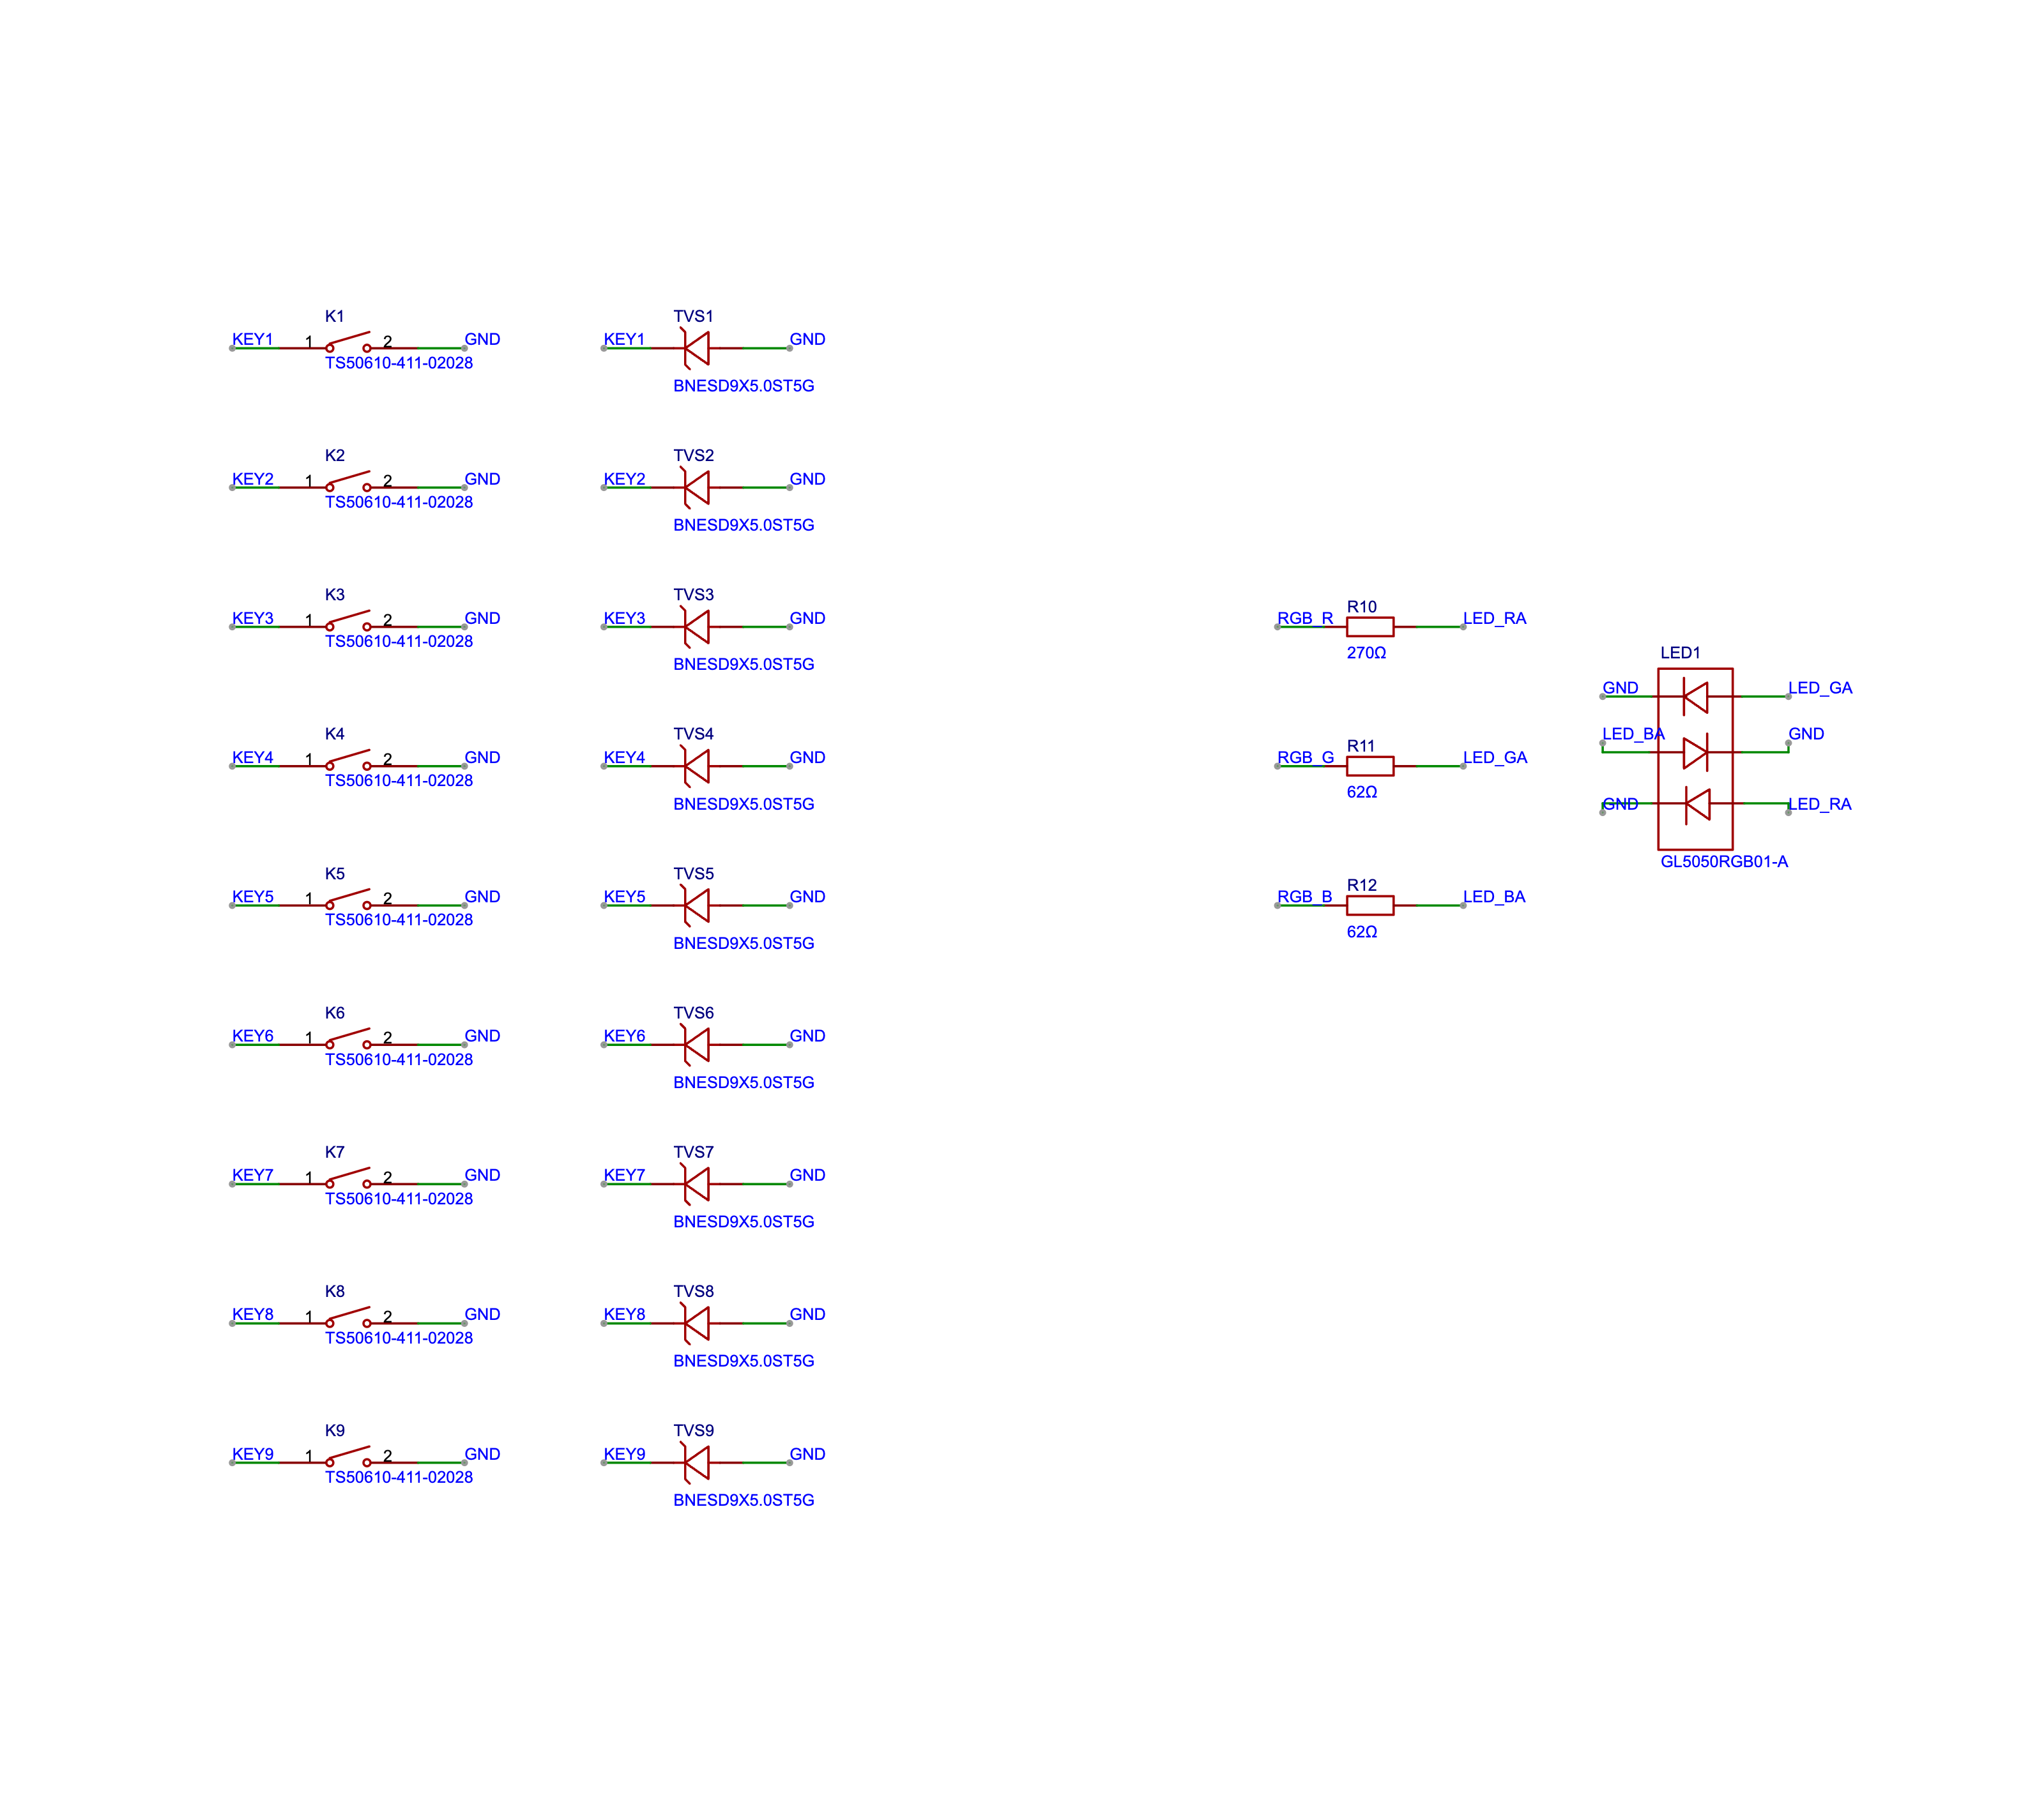 K1
KEY1 1 2 GND
TS50610-411-02028
TVS1
KEY1 GND
BNESD9X5.0ST5G
K2
KEY2 1 2 GND
TS50610-411-02028
TVS2
KEY2 GND
BNESD9X5.0ST5G
K3
KEY3 1 2 GND
TS50610-411-02028
TVS3
KEY3 GND
BNESD9X5.0ST5G
K4
KEY4 1 2 GND
TS50610-411-02028
TVS4
KEY4 GND
BNESD9X5.0ST5G
K5
KEY5 1 2 GND
TS50610-411-02028
TVS5
KEY5 GND
BNESD9X5.0ST5G
K6
KEY6 1 2 GND
TS50610-411-02028
TVS6
KEY6 GND
BNESD9X5.0ST5G
K7
KEY7 1 2 GND
TS50610-411-02028
TVS7
KEY7 GND
BNESD9X5.0ST5G
K8
KEY8 1 2 GND
TS50610-411-02028
TVS8
KEY8 GND
BNESD9X5.0ST5G
K9
KEY9 1 2 GND
TS50610-411-02028
TVS9
KEY9 GND
BNESD9X5.0ST5G
R10
RGB_R LED_RA
270Ω
R11
RGB_G LED_GA
62Ω
R12
RGB_B LED_BA
62Ω
LED1
GND LED_GA
LED_BA GND
GND LED_RA
GL5050RGB01-A